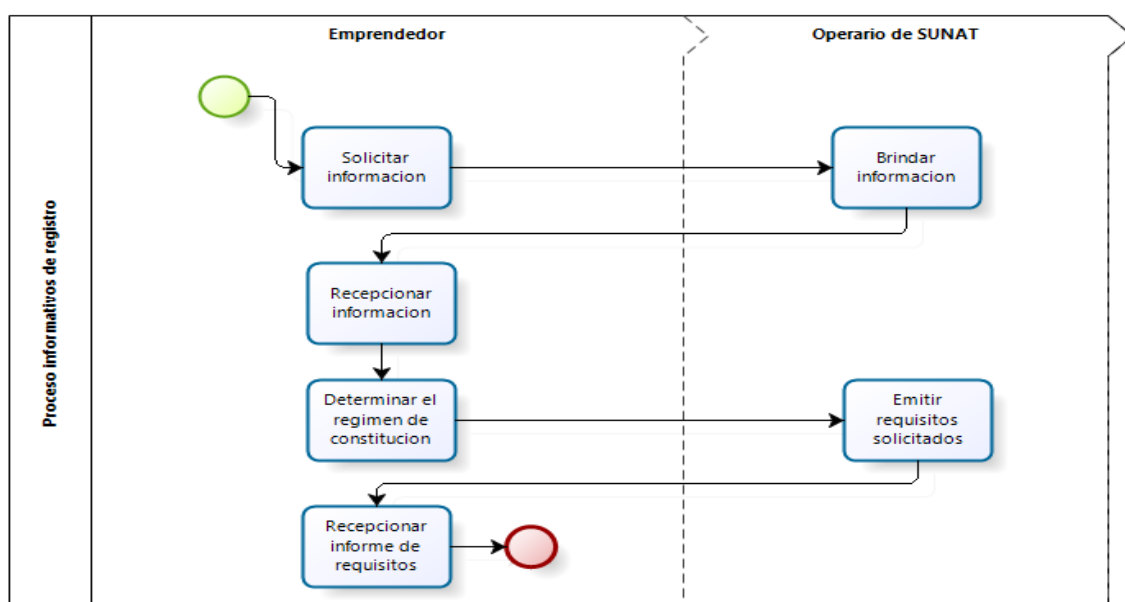 Emprendedor
Operario de SUNAT
Proceso informativos de registro
Solicitar
informacion
Brindar
informacion
Recepcionar
informacion
Determinar el
regimen de
constitucion
Emitir
requisitos
solicitados
Recepcionar
informe de
requisitos